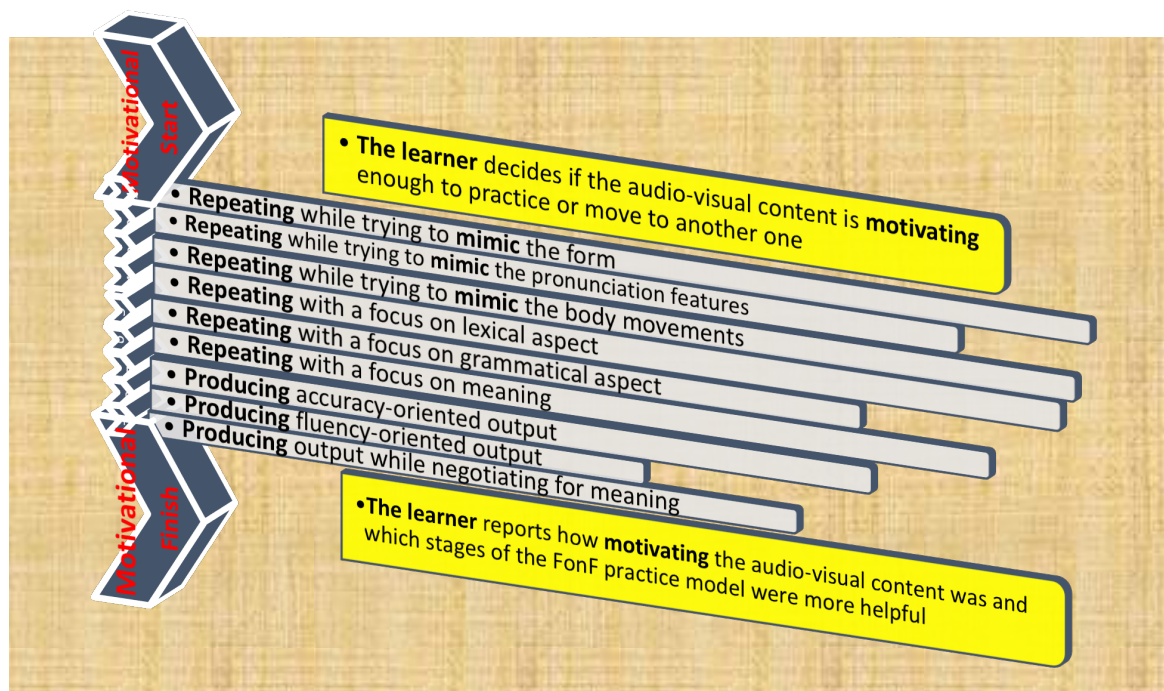 Motivational
Start
• The learner decides if the audio-visual content is motivating
enough to practice or move to another one
• Repeating while trying to mimic the form
• Repeating while trying to mimic the pronunciation features
• Repeating while trying to mimic the body movements
• Repeating with a focus on lexical aspect
• Repeating with a focus on grammatical aspect
• Repeating with a focus on meaning
• Producing accuracy-oriented output
• Producing fluency-oriented output
• Producing output while negotiating for meaning
Motivational
Finish
•The learner reports how motivating the audio-visual content was and
which stages of the FonF practice model were more helpful